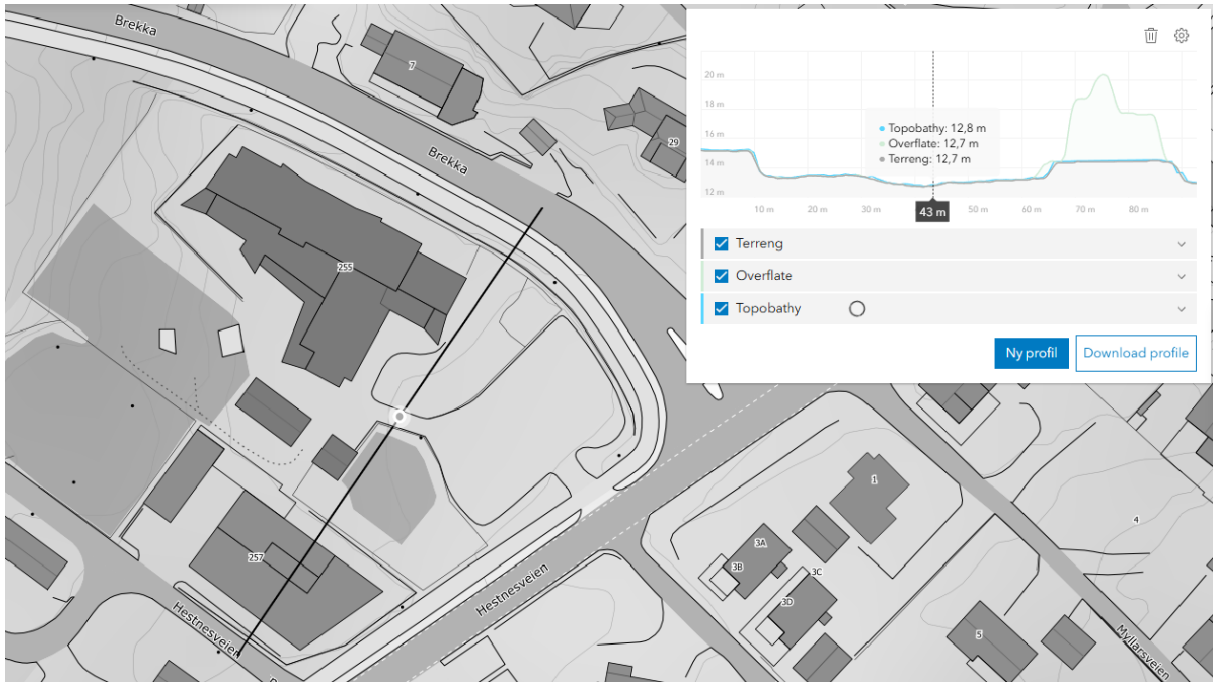 Brekka
7
29
Brekka
255
257
Hestnesveien
Hestnesveien
1
3A
3B
3C
3D
4
5
Myllarsveien
20 m
18 m
16 m
14 m
12 m
Topobathy: 12,8 m
Overflate: 12,7 m
Terreng: 12,7 m
10 m 20 m 30 m 43 m 50 m 60 m 70 m 80 m
Terreng
Overflate
Topobathy
Ny profil Download profile